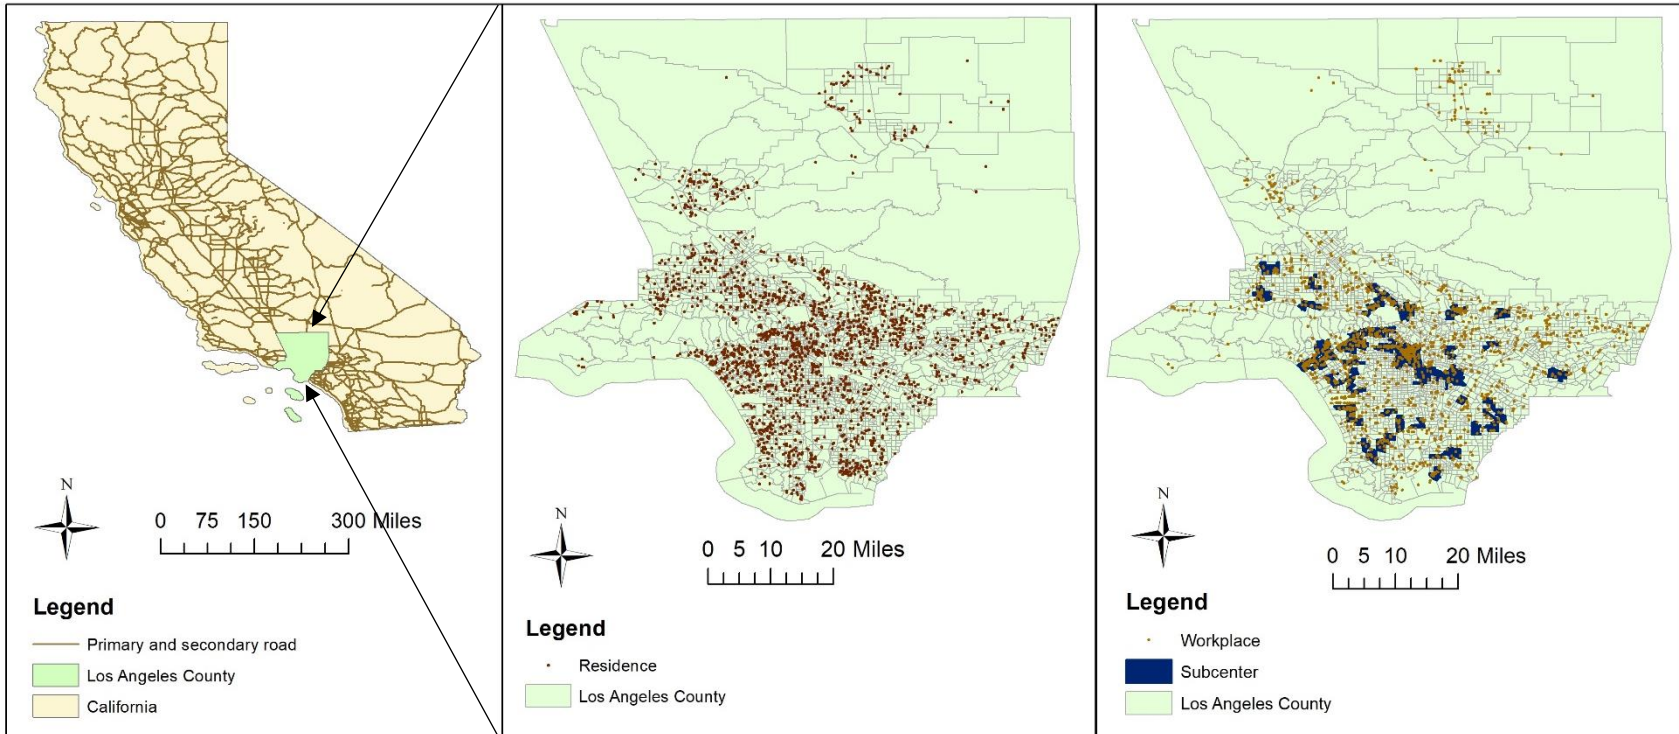 N
0 75 150 300 Miles
Legend
Primary and secondary road
Los Angeles County
California
N
0 5 10 20 Miles
Legend
Residence
Los Angeles County
N
0 5 10 20 Miles
Legend
Workplace
Subcenter
Los Angeles County